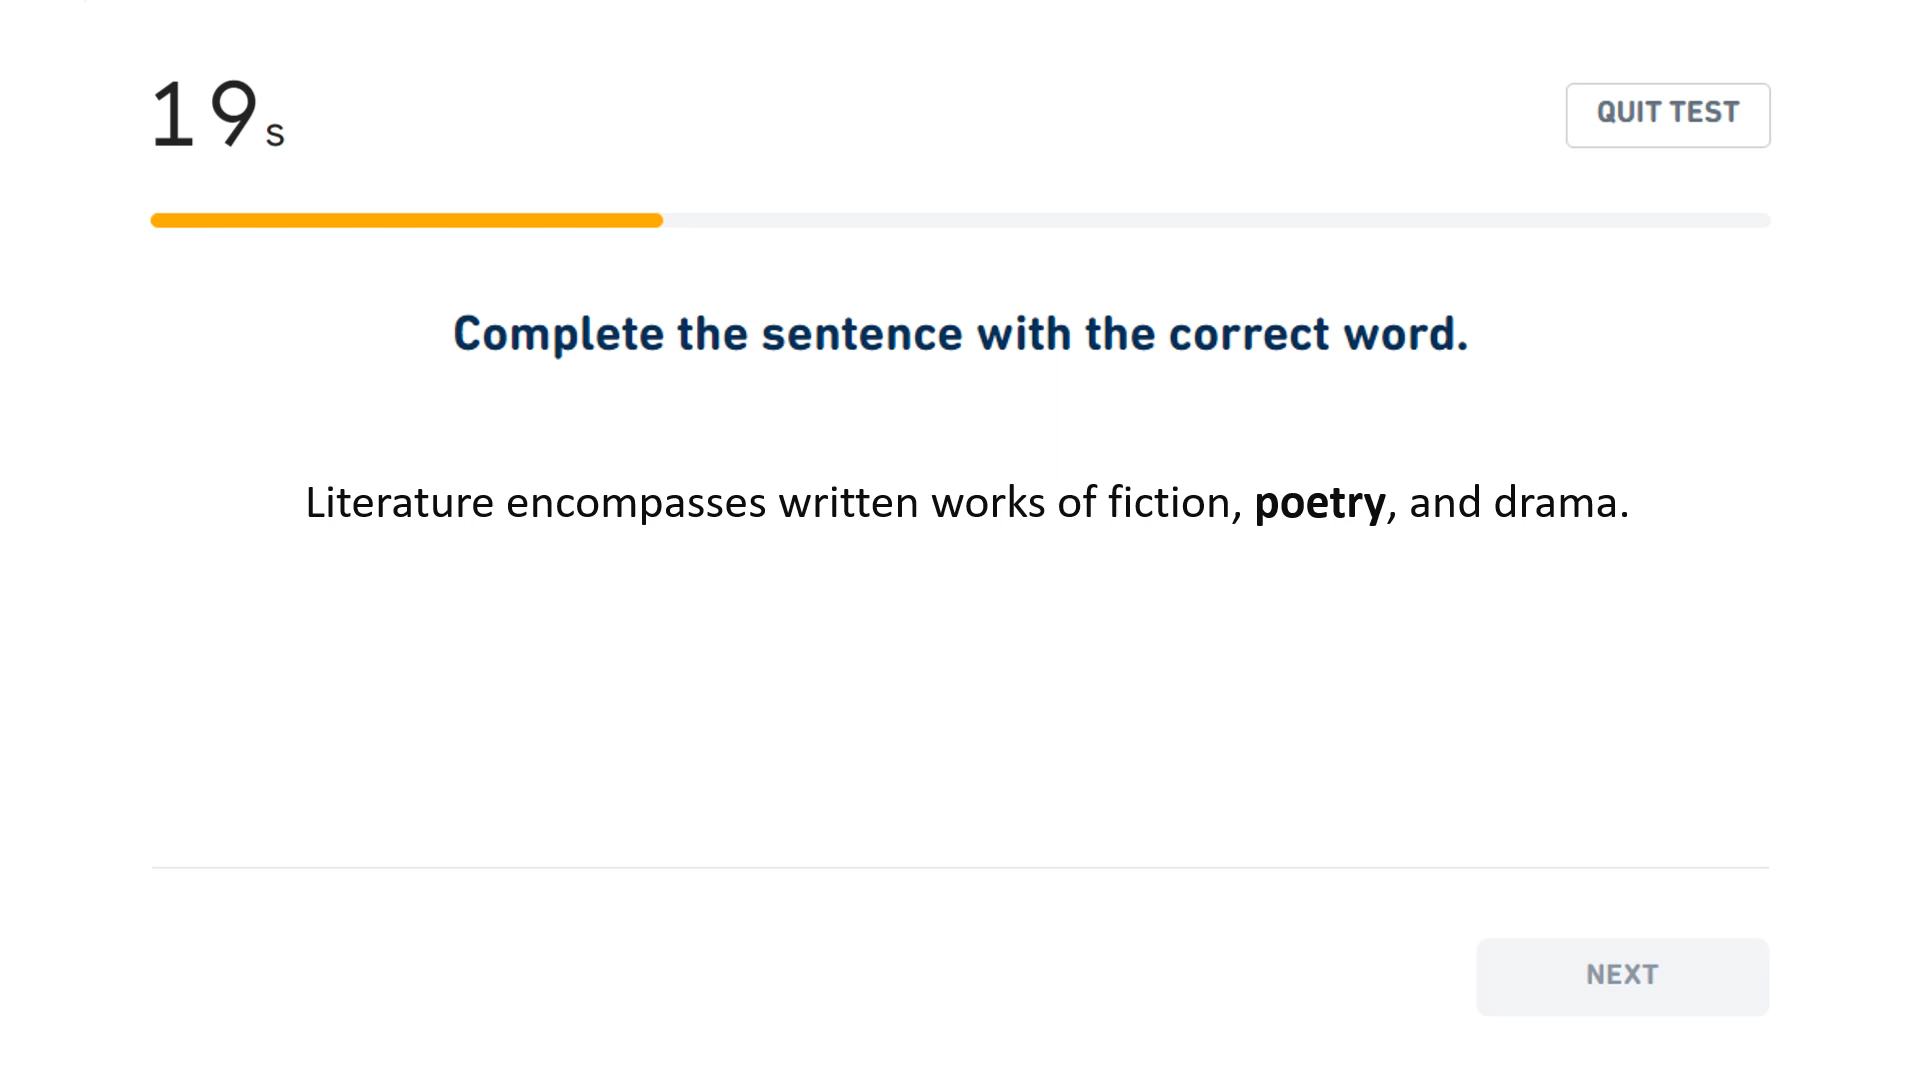 19s
QUIT TEST
Complete the sentence with the correct word.
Literature encompasses written works of fiction, poetry, and drama.
NEXT